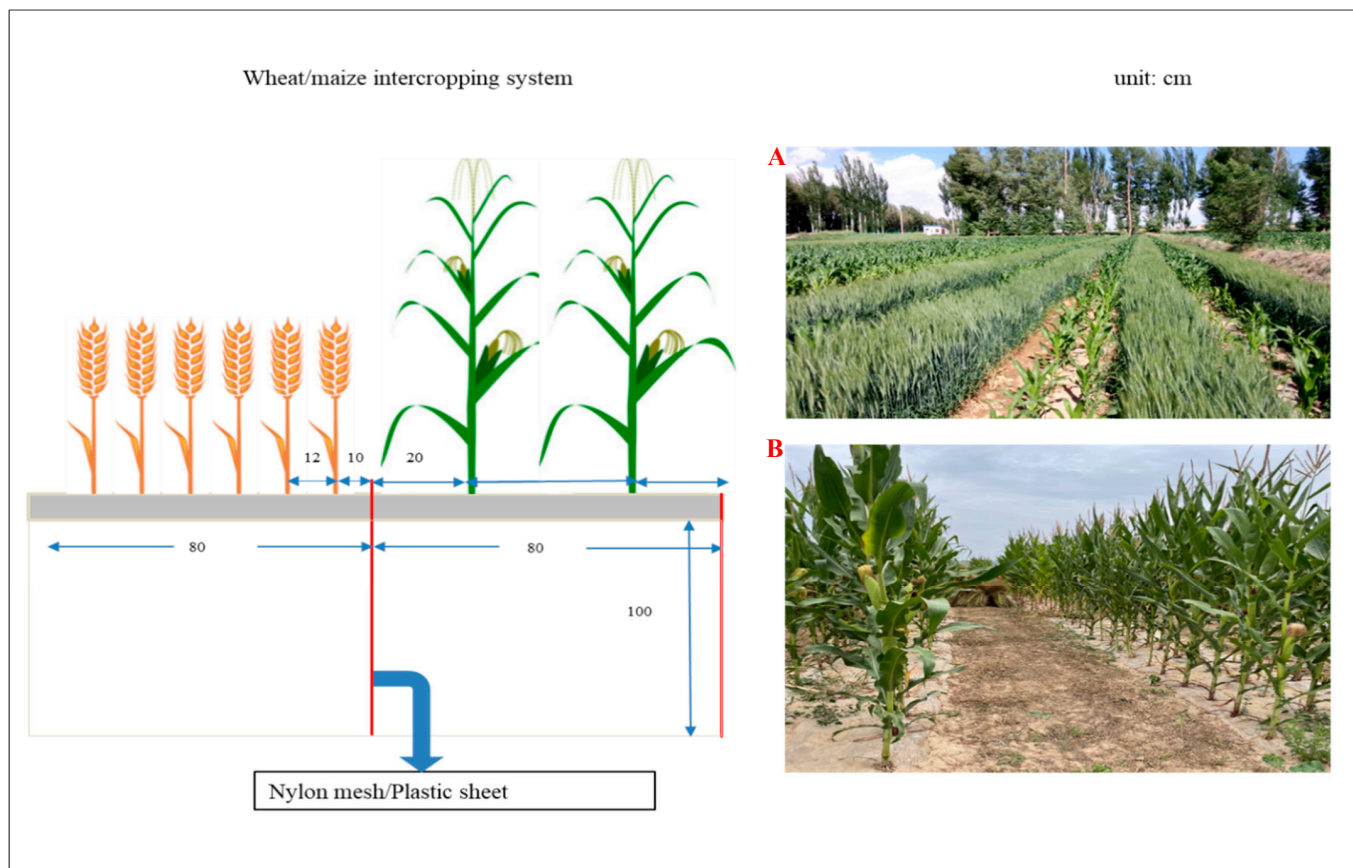 Wheat/maize intercropping system
unit: cm
A
B
12
10
20
80
80
100
Nylon mesh/Plastic sheet